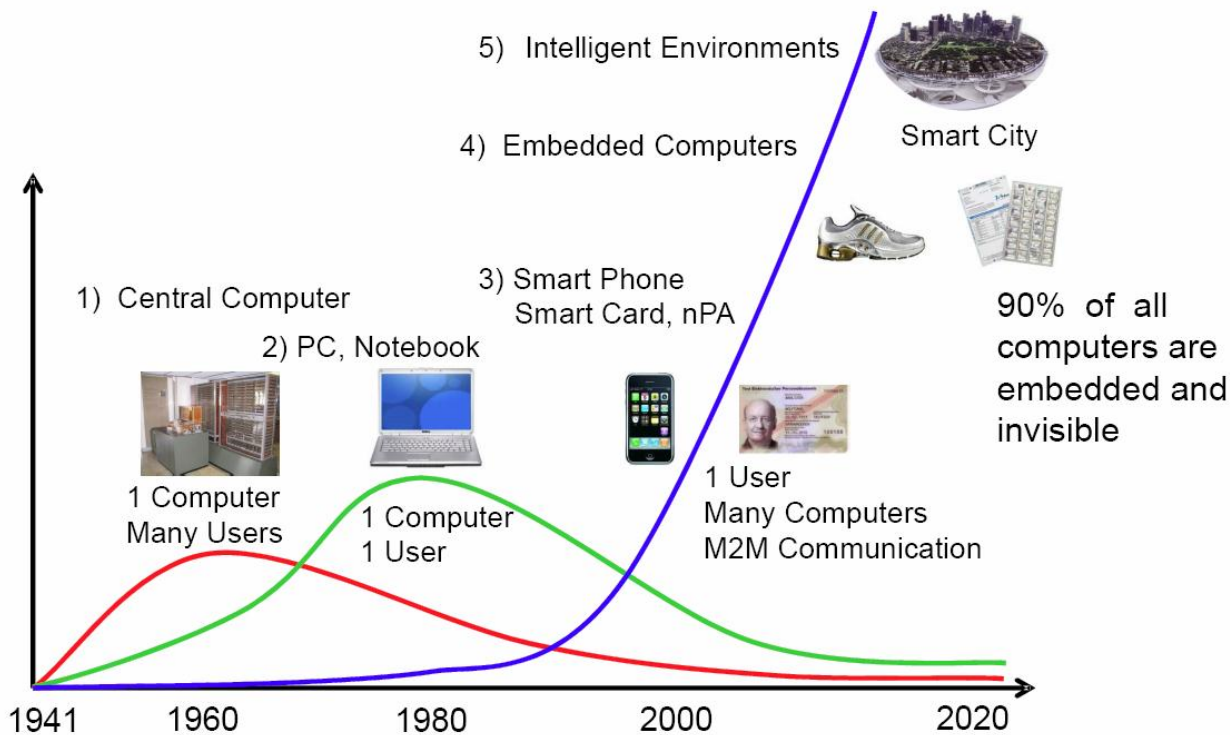 5) Intelligent Environments
Smart City
4) Embedded Computers
3) Smart Phone
Smart Card, nPA
1) Central Computer
2) PC, Notebook
90% of all
computers are
embedded and
invisible
1 Computer
Many Users
1 Computer
1 User
1 User
Many Computers
M2M Communication
1941
1960
1980
2000
2020